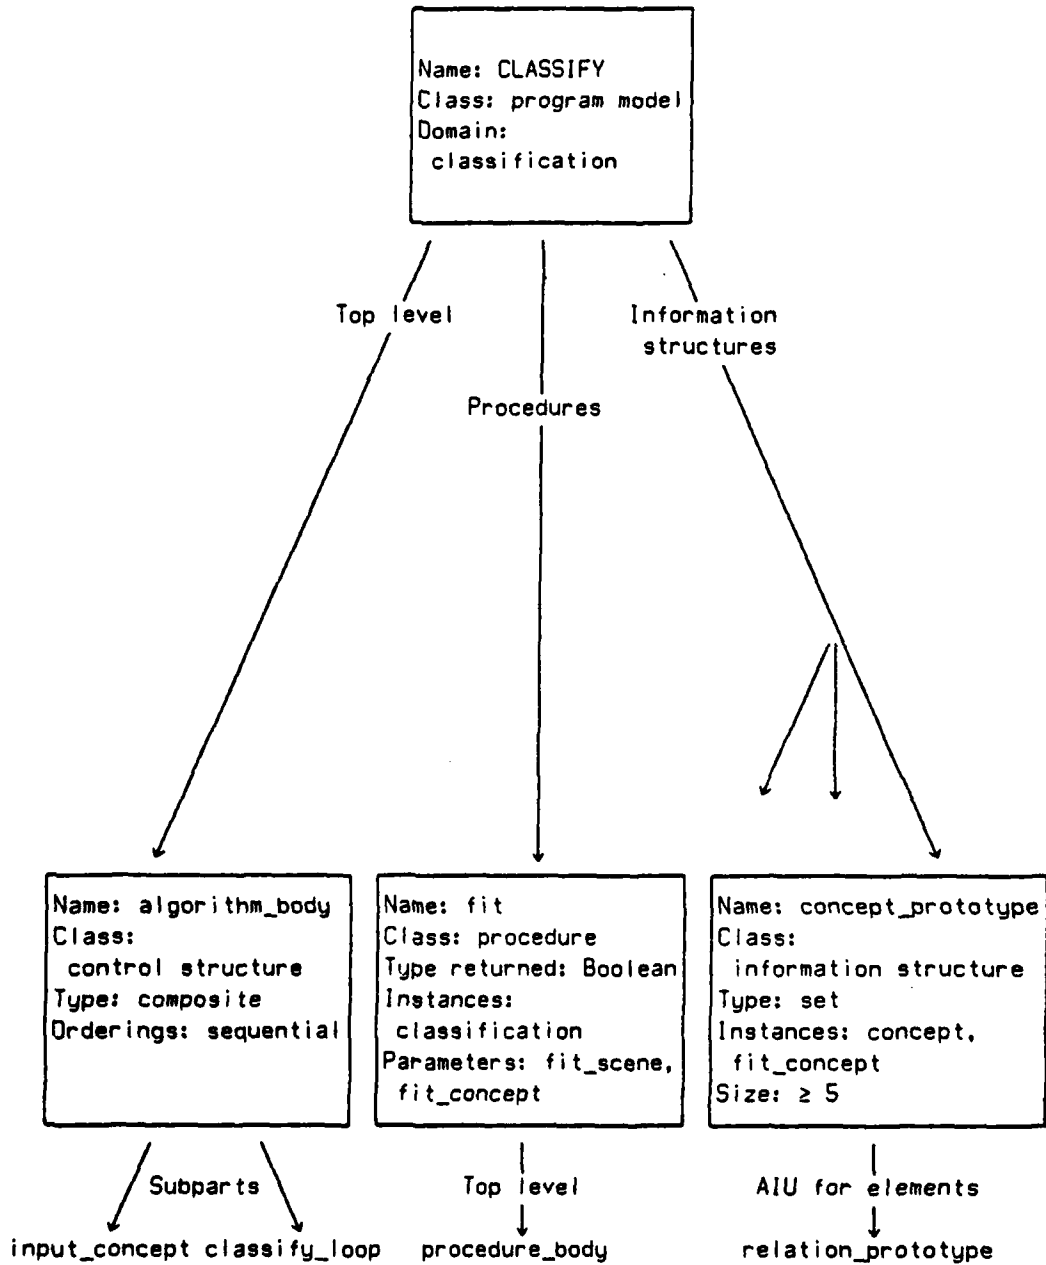 Name: CLASSIFY
Class: program model
Domain:
classification
Top level
Information
structures
Procedures
Name: algorithm_body
Class:
control structure
Type: composite
Orderings: sequential
Name: fit
Class: procedure
Type returned: Boolean
Instances:
classification
Parameters: fit_scene,
fit_concept
Name: concept_prototype
Class:
information structure
Type: set
Instances: concept,
fit_concept
Size: ≥ 5
Subparts
Top level
AIU for elements
input_concept classify_loop
procedure_body
relation_prototype